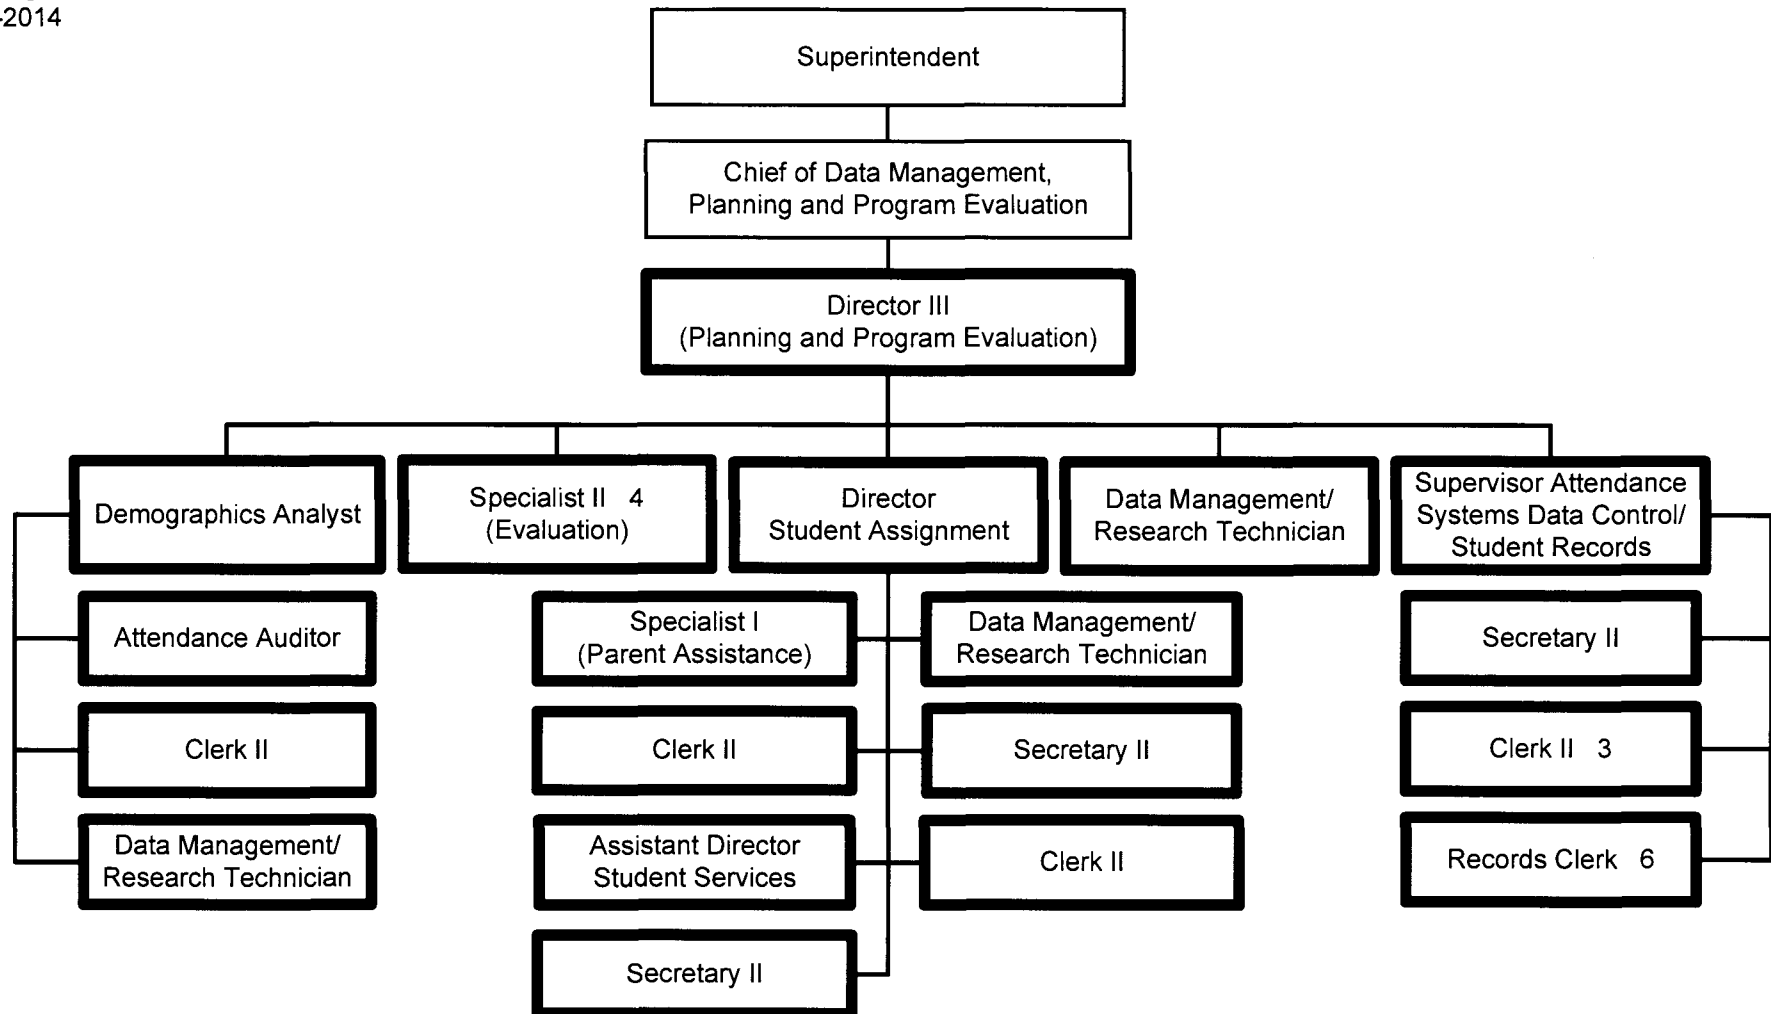 -2014
Superintendent
Chief of Data Management,
Planning and Program Evaluation
Director III
(Planning and Program Evaluation)
Demographics Analyst
Specialist II 4
(Evaluation)
Director
Student Assignment
Data Management/
Research Technician
Supervisor Attendance
Systems Data Control/
Student Records
Attendance Auditor
Specialist I
(Parent Assistance)
Data Management/
Research Technician
Secretary II
Clerk II
Clerk II
Secretary II
Clerk II 3
Data Management/
Research Technician
Assistant Director
Student Services
Clerk II
Records Clerk 6
Secretary II